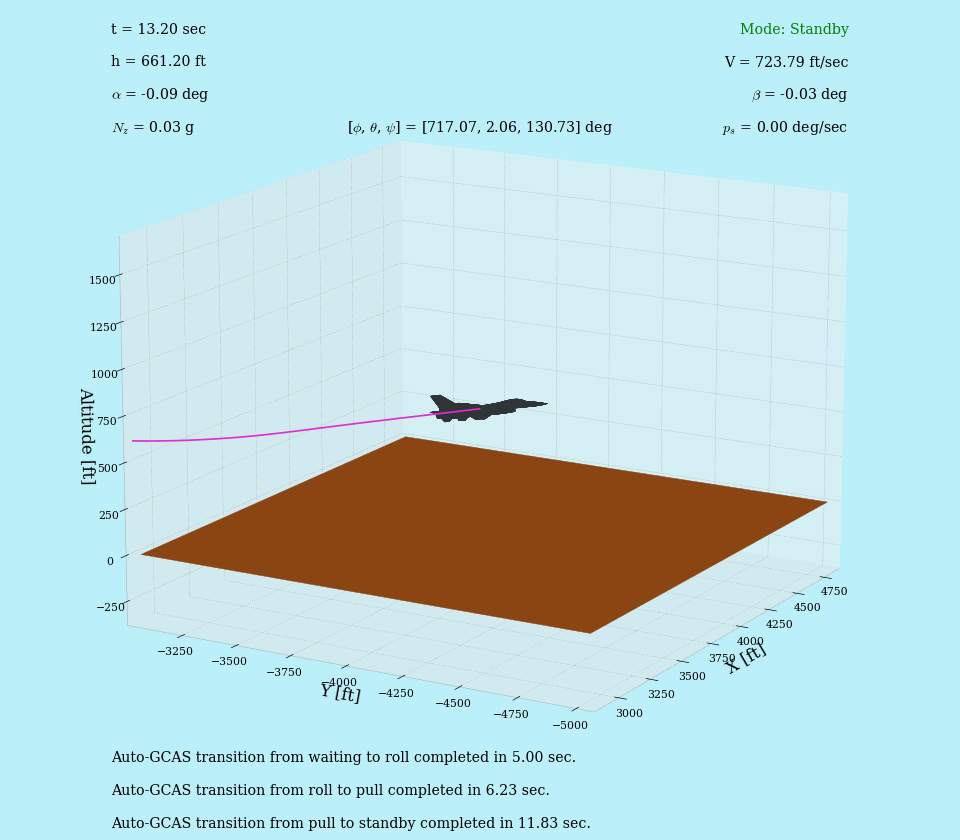 t = 13.20 sec
Mode: Standby
h = 661.20 ft
V = 723.79 ft/sec
α = -0.09 deg
β = -0.03 deg
N_z = 0.03 g
[ϕ, θ, ψ] = [717.07, 2.06, 130.73] deg
p_s = 0.00 deg/sec
1500
1250
1000
750
500
250
0
−250
Altitude [ft]
−3250
−3500
−3750
−4000
−4250
−4500
−4750
−5000
Y [ft]
3000
3250
3500
3750
4000
4250
4500
4750
X [ft]
Auto-GCAS transition from waiting to roll completed in 5.00 sec.
Auto-GCAS transition from roll to pull completed in 6.23 sec.
Auto-GCAS transition from pull to standby completed in 11.83 sec.